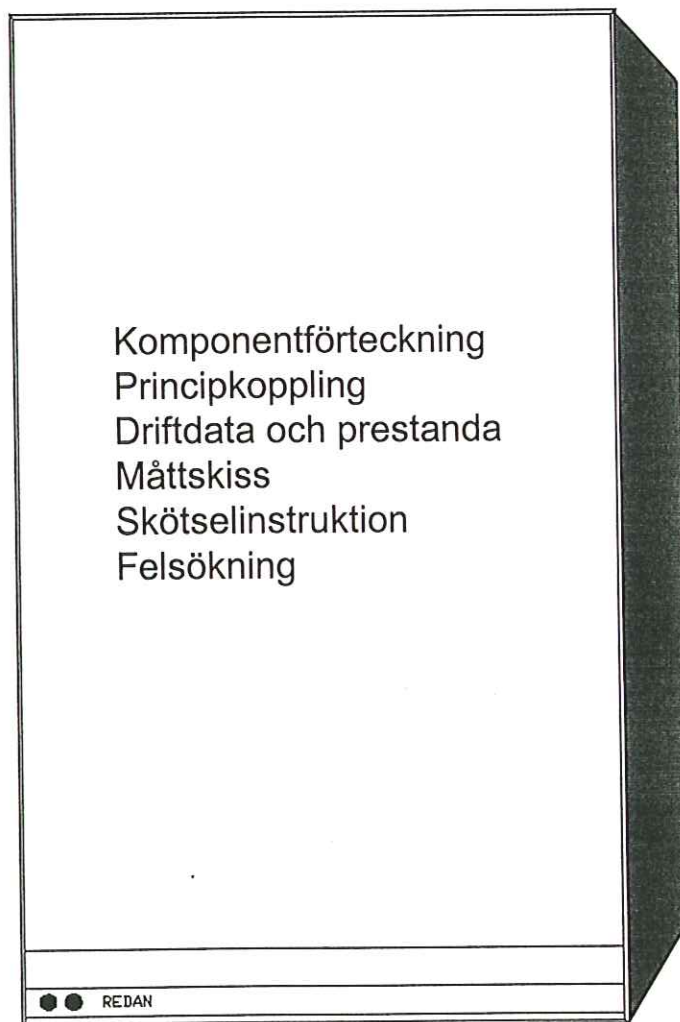 Komponentförteckning
Principkoppling
Driftdata och prestanda
Måttskiss
Skötselinstruktion
Felsökning
REDAN